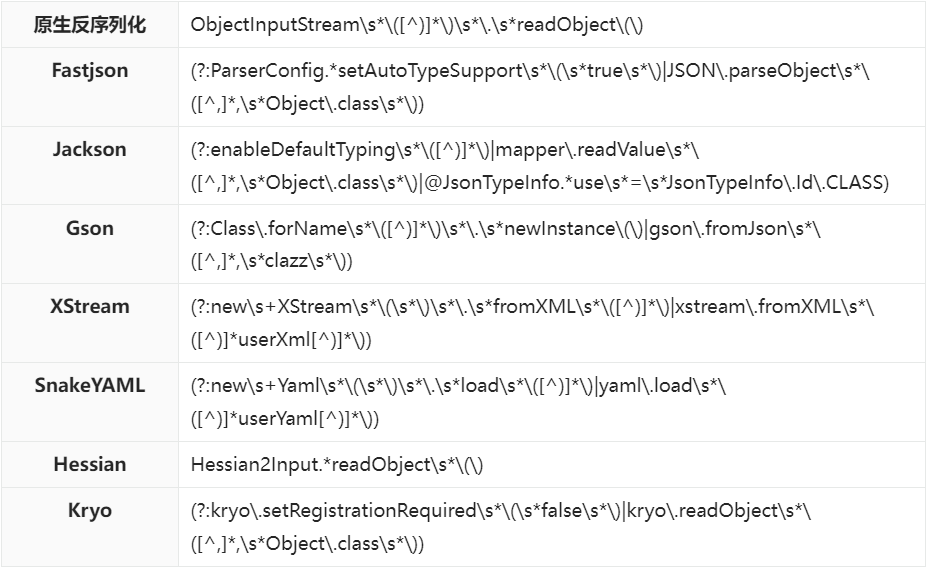 原生反序列化 ObjectInputStream\s*\([^)]*\)\s*\.\s*readObject\(\)
Fastjson (?:ParserConfig.*setAutoTypeSupport\s*\(\s*true\s*\)|JSON\.parseObject\s*\
([^,]*,\s*Object\.class\s*\))
Jackson (?:enableDefaultTyping\s*\([^)]*\)|mapper\.readValue\s*\
([^,]*,\s*Object\.class\s*\)|@JsonTypeInfo.*use\s*=\s*JsonTypeInfo\.Id\.CLASS)
Gson (?:Class\.forName\s*\([^)]*\)\s*\.\s*newInstance\(\)|gson\.fromJson\s*\
([^,]*,\s*clazz\s*\))
XStream (?:new\s+XStream\s*\(\s*\)\s*\.\s*fromXML\s*\([^)]*\)|xstream\.fromXML\s*\
([^)]*userXml[^)]*\))
SnakeYAML (?:new\s+Yaml\s*\(\s*\)\s*\.\s*load\s*\([^)]*\)|yaml\.load\s*\
([^)]*userYaml[^)]*\))
Hessian Hessian2Input.*readObject\s*\(\)
Kryo (?:kryo\.setRegistrationRequired\s*\(\s*false\s*\)|kryo\.readObject\s*\
([^,]*,\s*Object\.class\s*\))